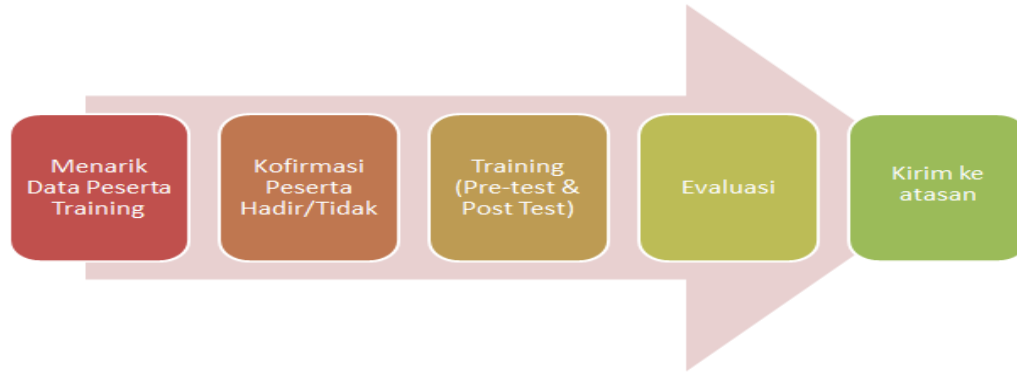 Menarik
Data Peserta
Training
Kofirmasi
Peserta
Hadir/Tidak
Training
(Pre-test &
Post Test)
Evaluasi
Kirim ke
atasan